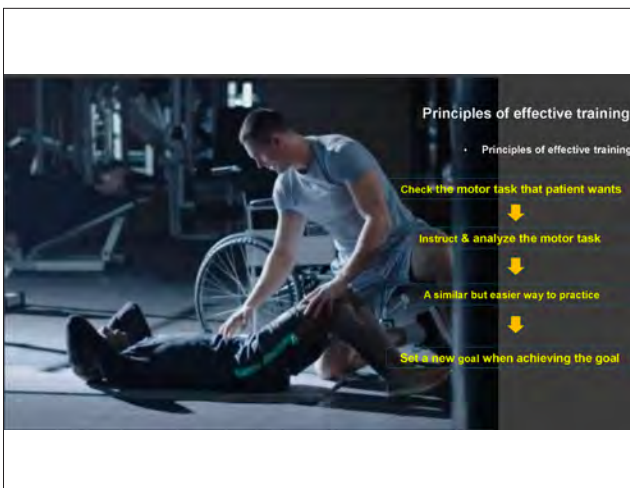 Principles of effective training
• Principles of effective training
Check the motor task that patient wants
Instruct & analyze the motor task
A similar but easier way to practice
Set a new goal when achieving the goal